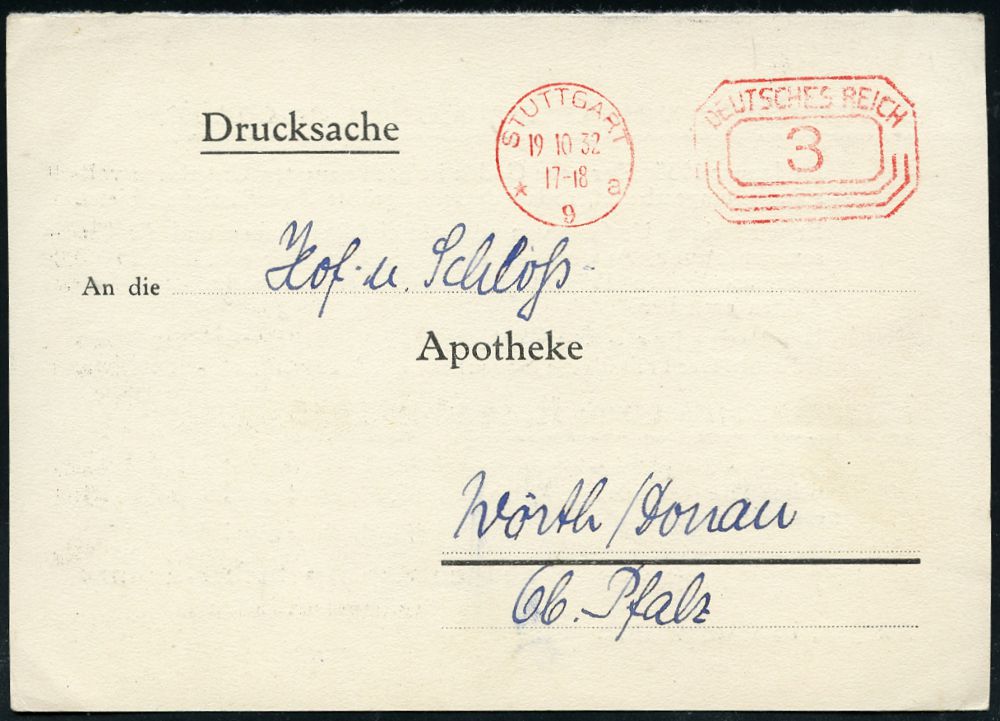 Drucksache
STUTTGART
19 10 32
17-18
★ a
9
DEUTSCHES REICH
3
An die Hof- u. Schloß-
Apotheke
Wörth/Donau
Ob. Pfalz